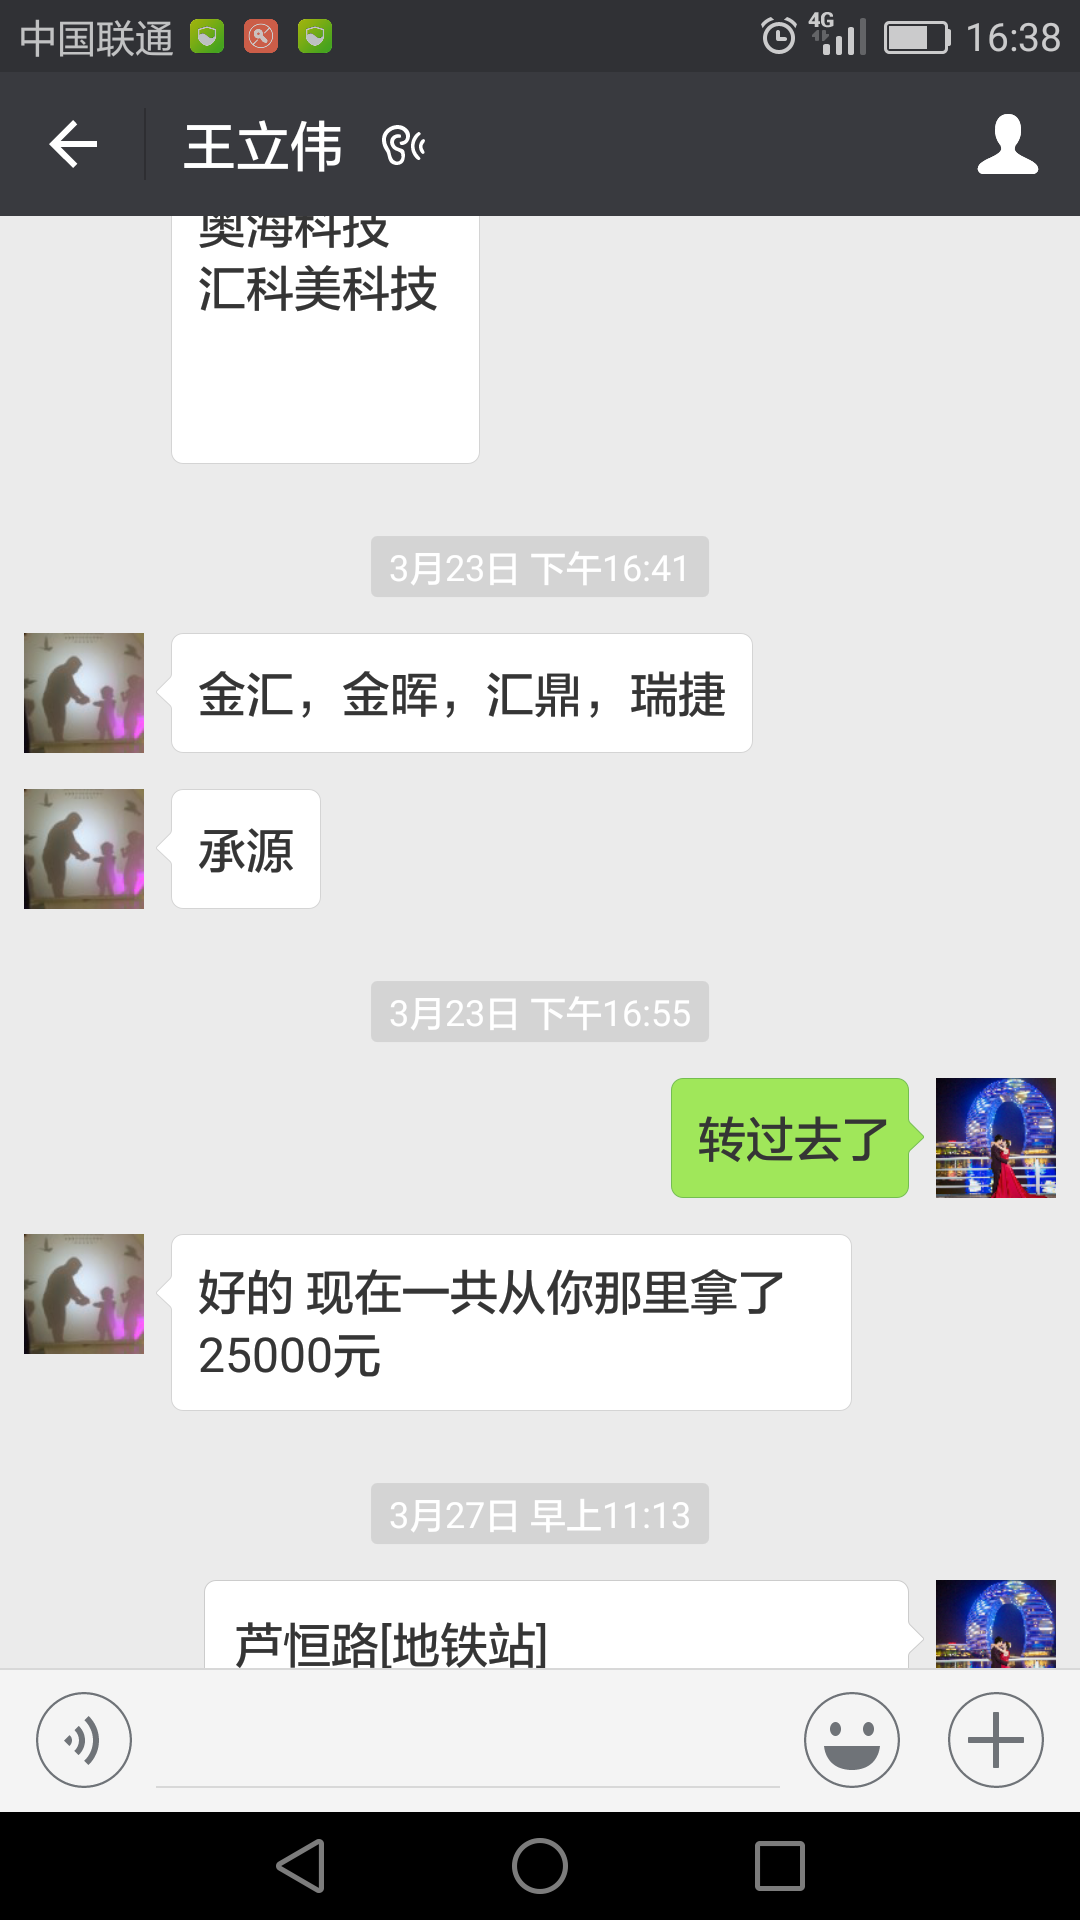 中国联通 4G 16:38
王立伟
奥海科技
汇科美科技
3月23日 下午16:41
金汇，金晖，汇鼎，瑞捷
承源
3月23日 下午16:55
转过去了
好的 现在一共从你那里拿了
25000元
3月27日 早上11:13
芦恒路[地铁站]